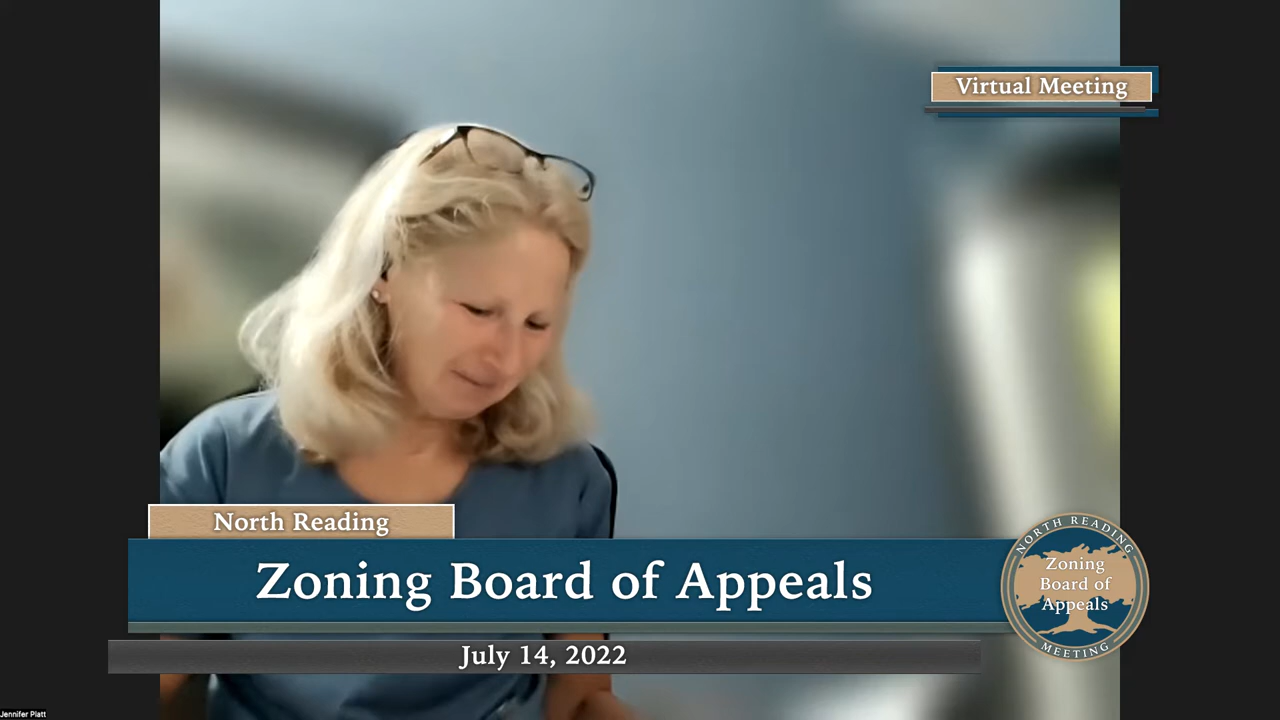 Virtual Meeting
North Reading
Zoning Board of Appeals
July 14, 2022
NORTH READING
Zoning
Board of
Appeals
MEETING
Jennifer Platt